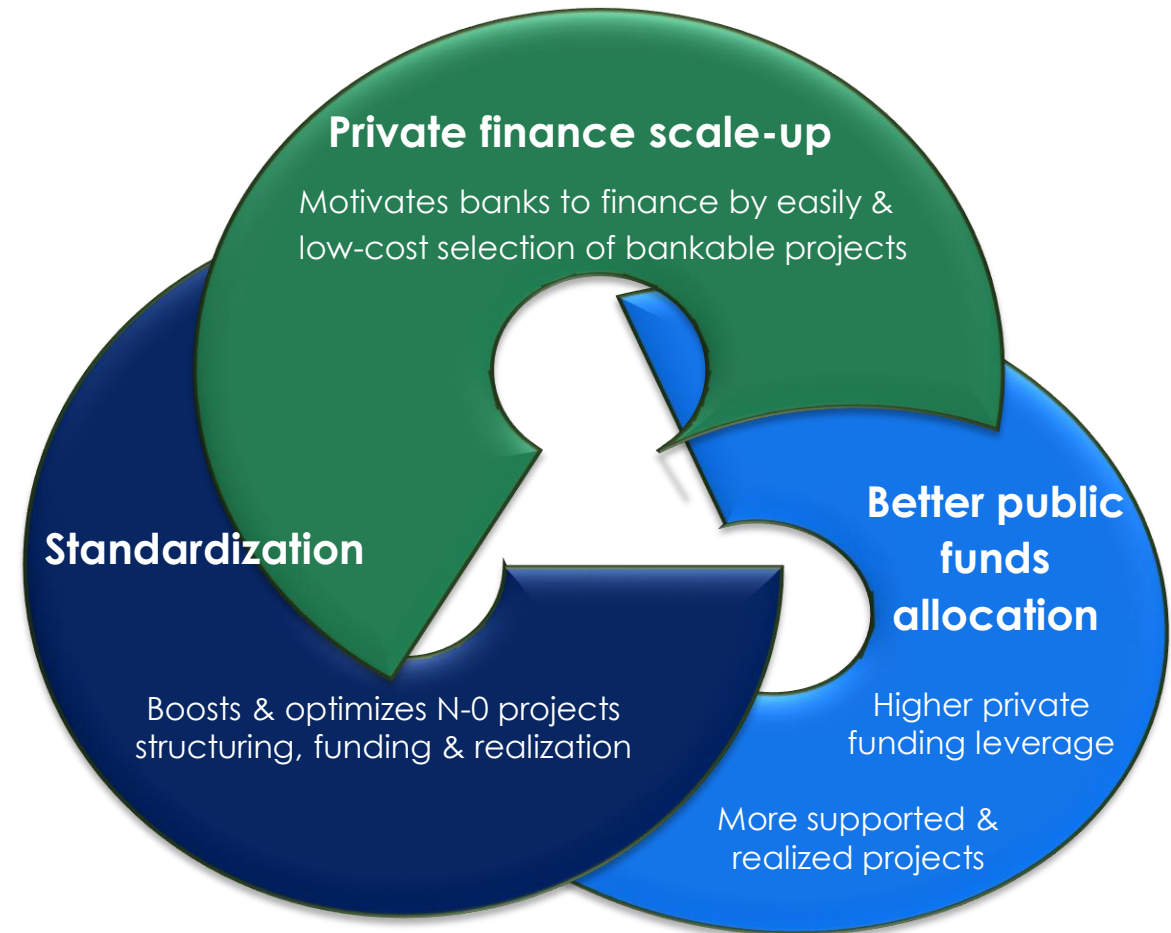 Private finance scale-up
Motivates banks to finance by easily &
low-cost selection of bankable projects
Standardization
Boosts & optimizes N-0 projects
structuring, funding & realization
Better public
funds
allocation
Higher private
funding leverage
More supported &
realized projects